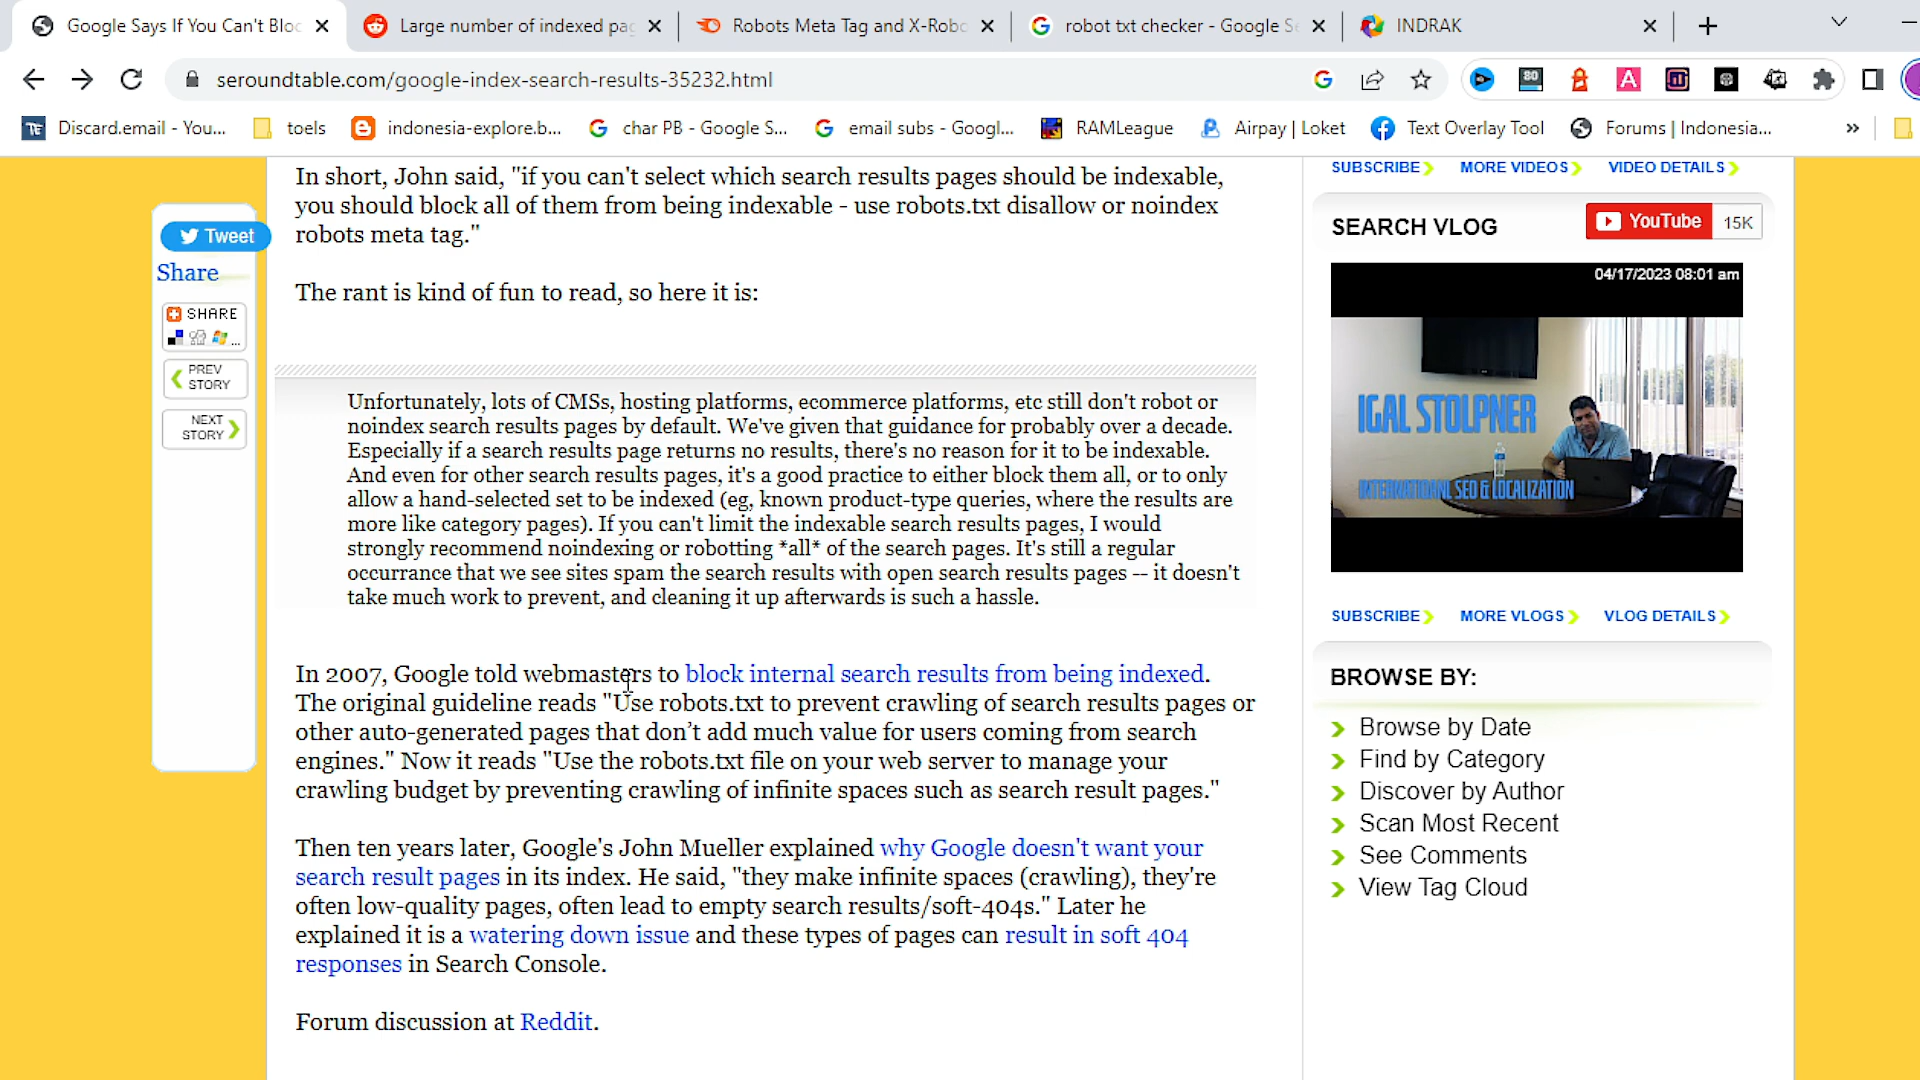 Google Says If You Can't Bloc
Large number of indexed pag
Robots Meta Tag and X-Robo
robot txt checker - Google Se
INDRAK
seroundtable.com/google-index-search-results-35232.html
80
Discard.email - You...
toels
indonesia-explore.b...
char PB - Google S...
email subs - Googl...
RAMLeague
Airpay | Loket
Text Overlay Tool
Forums | Indonesia...
»
Tweet
Share
SHARE
...
PREV
STORY
NEXT
STORY
In short, John said, "if you can't select which search results pages should be indexable,
you should block all of them from being indexable - use robots.txt disallow or noindex
robots meta tag."
The rant is kind of fun to read, so here it is:
Unfortunately, lots of CMSs, hosting platforms, ecommerce platforms, etc still don't robot or
noindex search results pages by default. We've given that guidance for probably over a decade.
Especially if a search results page returns no results, there's no reason for it to be indexable.
And even for other search results pages, it's a good practice to either block them all, or to only
allow a hand-selected set to be indexed (eg, known product-type queries, where the results are
more like category pages). If you can't limit the indexable search results pages, I would
strongly recommend noindexing or robotting *all* of the search pages. It's still a regular
occurrance that we see sites spam the search results with open search results pages -- it doesn't
take much work to prevent, and cleaning it up afterwards is such a hassle.
In 2007, Google told webmasters to block internal search results from being indexed.
The original guideline reads "Use robots.txt to prevent crawling of search results pages or
other auto-generated pages that don’t add much value for users coming from search
engines." Now it reads "Use the robots.txt file on your web server to manage your
crawling budget by preventing crawling of infinite spaces such as search result pages."
Then ten years later, Google's John Mueller explained why Google doesn't want your
search result pages in its index. He said, "they make infinite spaces (crawling), they're
often low-quality pages, often lead to empty search results/soft-404s." Later he
explained it is a watering down issue and these types of pages can result in soft 404
responses in Search Console.
Forum discussion at Reddit.
SUBSCRIBE MORE VIDEOS VIDEO DETAILS
SEARCH VLOG
YouTube 15K
04/17/2023 08:01 am
IGAL STOLPNER
INTERNATIOANL SEO & LOCALIZATION
SUBSCRIBE MORE VLOGS VLOG DETAILS
BROWSE BY:
Browse by Date
Find by Category
Discover by Author
Scan Most Recent
See Comments
View Tag Cloud